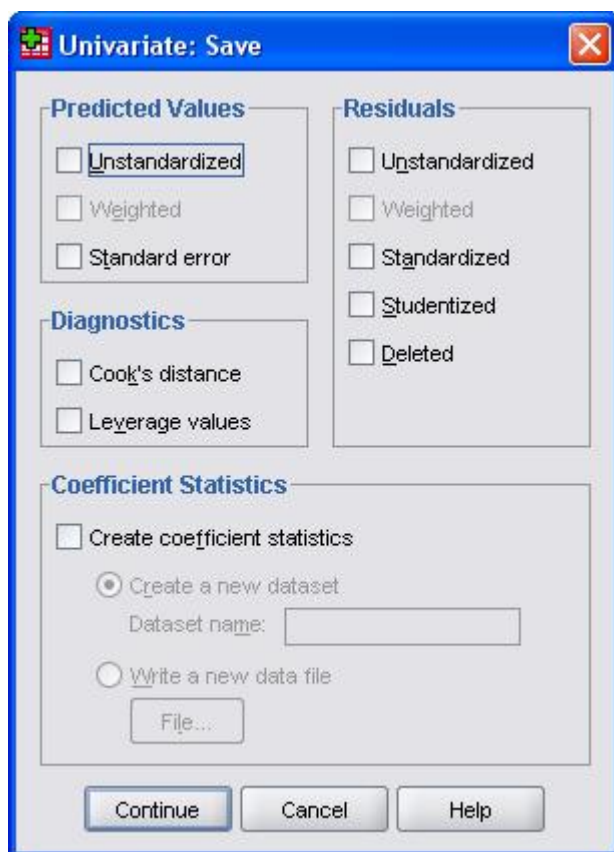 Univariate: Save
Predicted Values
Unstandardized
Weighted
Standard error
Diagnostics
Cook's distance
Leverage values
Residuals
Unstandardized
Weighted
Standardized
Studentized
Deleted
Coefficient Statistics
Create coefficient statistics
Create a new dataset
Dataset name:
Write a new data file
File...
Continue
Cancel
Help